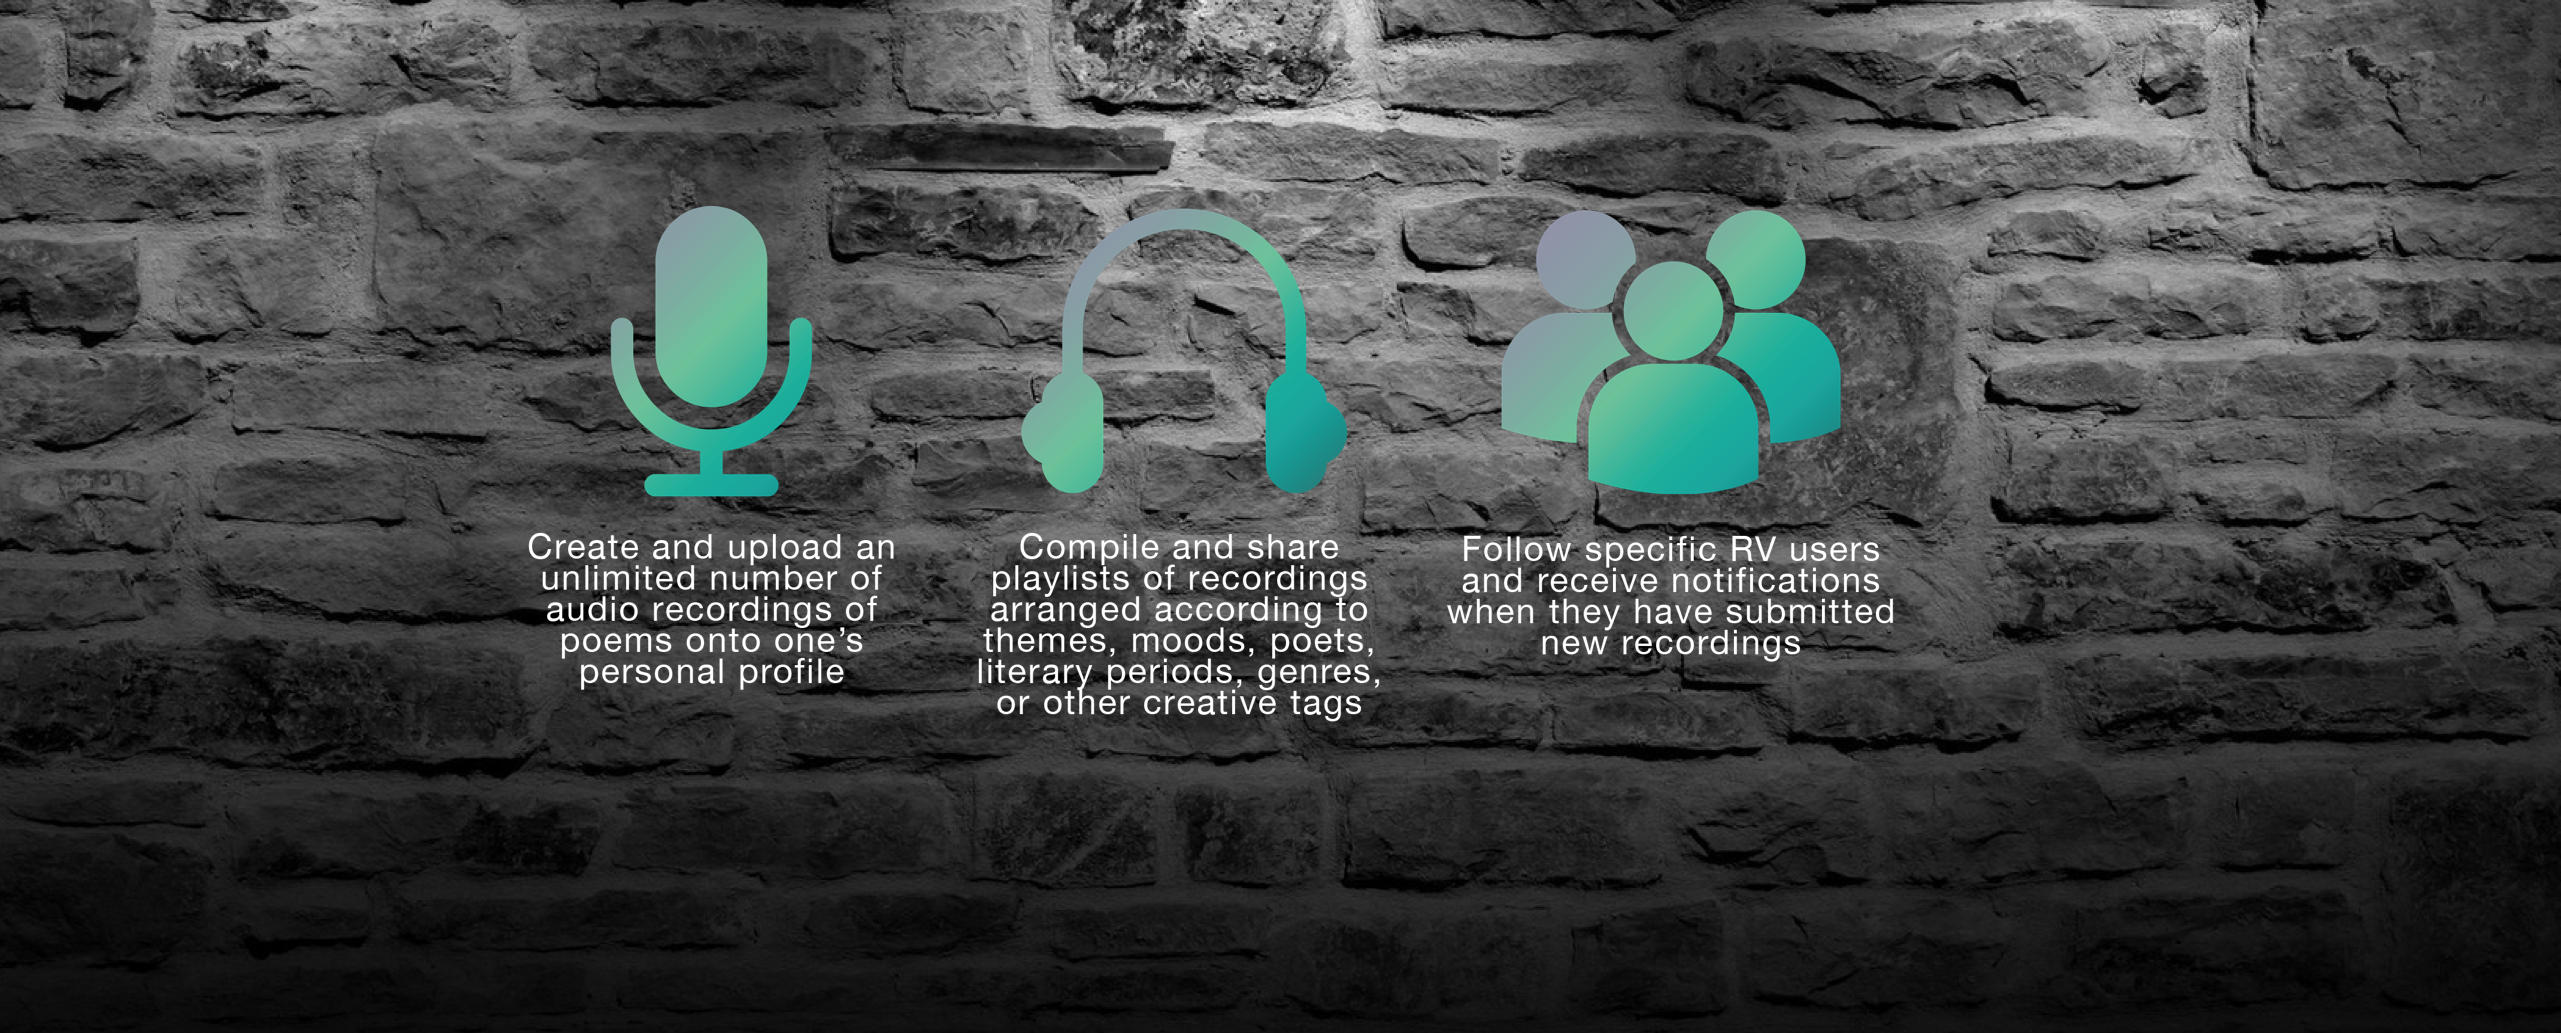 Create and upload an
unlimited number of
audio recordings of
poems onto one’s
personal profile
Compile and share
playlists of recordings
arranged according to
themes, moods, poets,
literary periods, genres,
or other creative tags
Follow specific RV users
and receive notifications
when they have submitted
new recordings